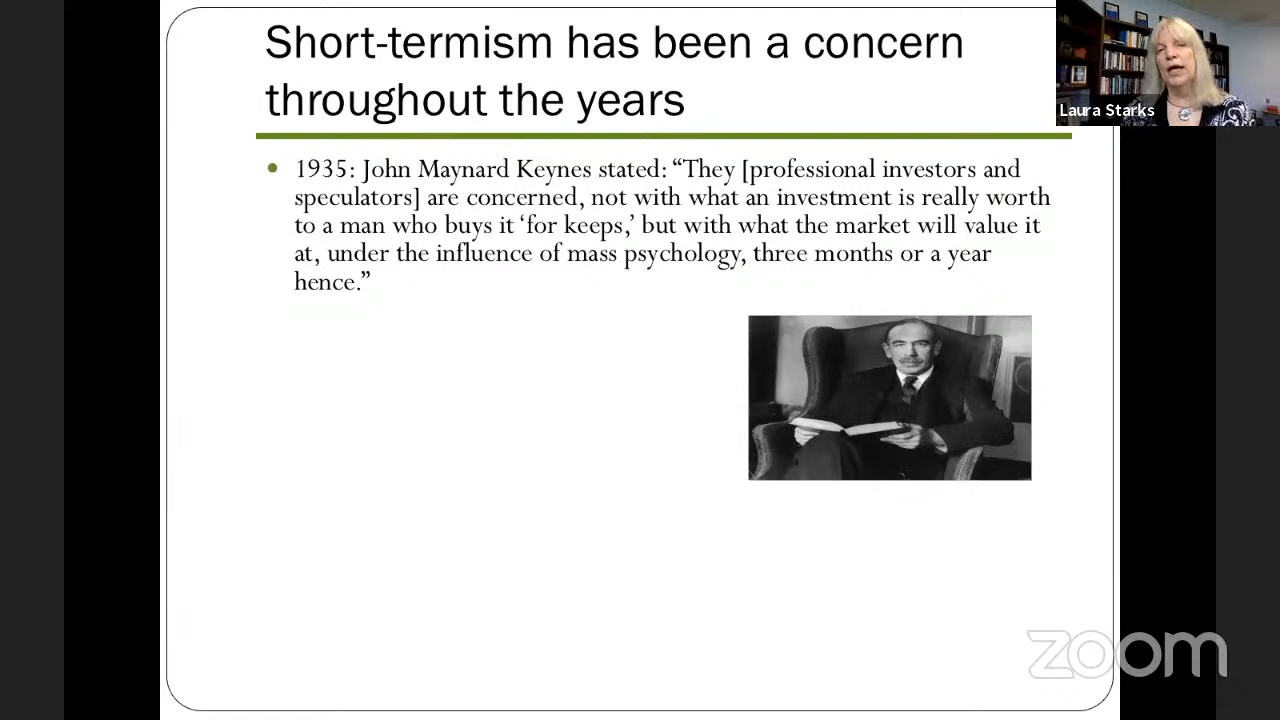 Short-termism has been a concern
throughout the years
Laura Starks
• 1935: John Maynard Keynes stated: “They [professional investors and
speculators] are concerned, not with what an investment is really worth
to a man who buys it ‘for keeps,’ but with what the market will value it
at, under the influence of mass psychology, three months or a year
hence.”
zoom